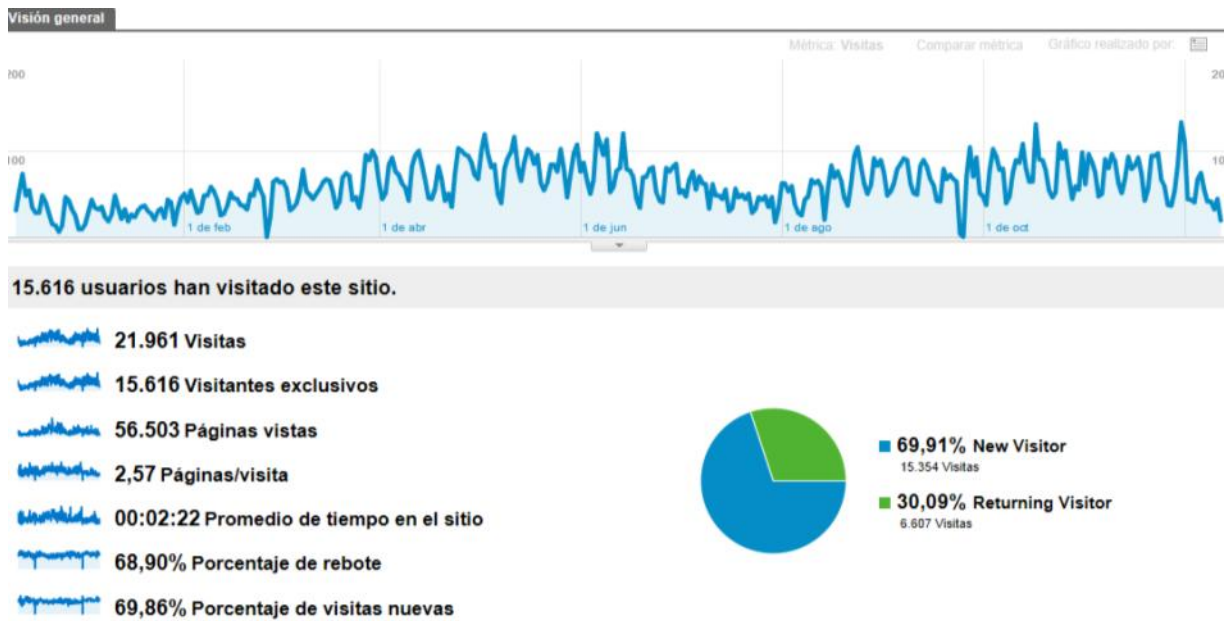 Visión general
Métrica: Visitas Comparar métrica Gráfico realizado por:
200 20
100 10
1 de feb 1 de abr 1 de jun 1 de ago 1 de oct
15.616 usuarios han visitado este sitio.
21.961 Visitas
15.616 Visitantes exclusivos
56.503 Páginas vistas
2,57 Páginas/visita
00:02:22 Promedio de tiempo en el sitio
68,90% Porcentaje de rebote
69,86% Porcentaje de visitas nuevas
69,91% New Visitor
15.354 Visitas
30,09% Returning Visitor
6.607 Visitas